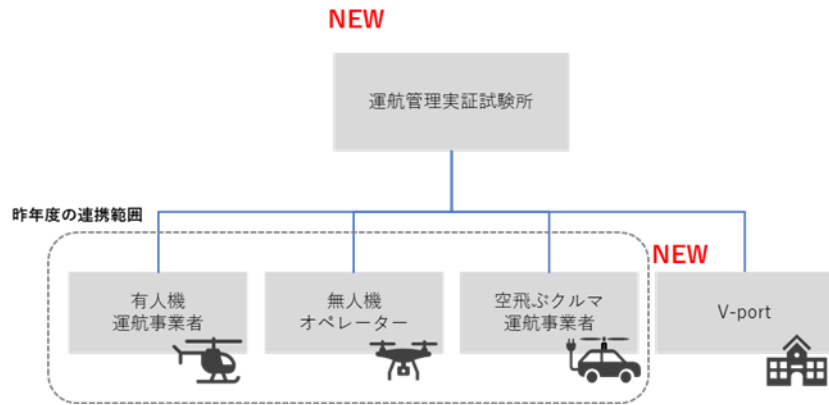 NEW
運航管理実証試験所
昨年度の連携範囲
NEW
有人機
運航事業者
無人機
オペレーター
空飛ぶクルマ
運航事業者
V-port